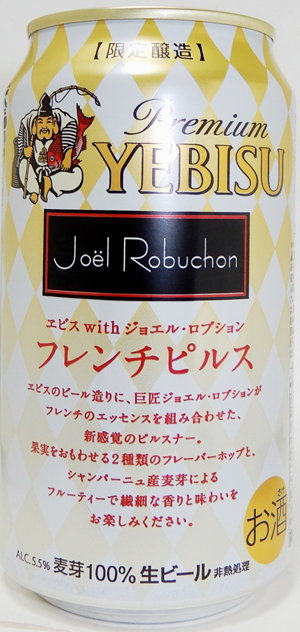 【限定醸造】
Premium
YEBISU
Joël Robuchon
ヱビス with ジョエル・ロブション
フレンチピルス
ヱビスのビール造りに、巨匠ジョエル・ロブションが
フレンチのエッセンスを組み合わせた、
新感覚のピルスナー。
果実をおもわせる2種類のフレーバーホップと、
シャンパーニュ産麦芽による
フルーティーで繊細な香りと味わいを
お楽しみください。
さけ
お酒
ALC.5.5% 麦芽100% 生ビール 非熱処理